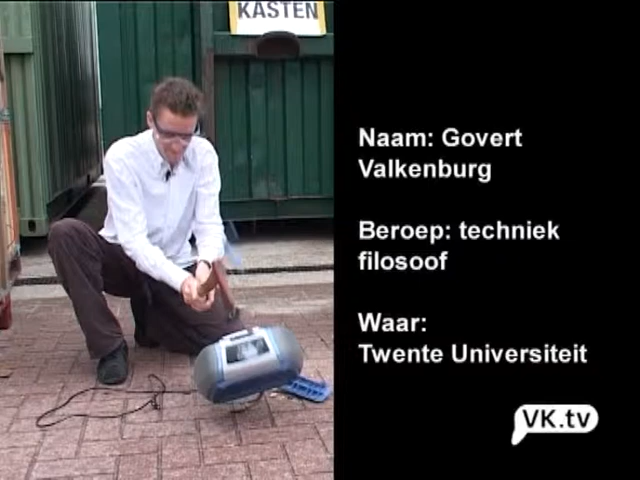 KASTEN
Naam: Govert
Valkenburg
Beroep: techniek
filosoof
Waar:
Twente Universiteit
VK.tv